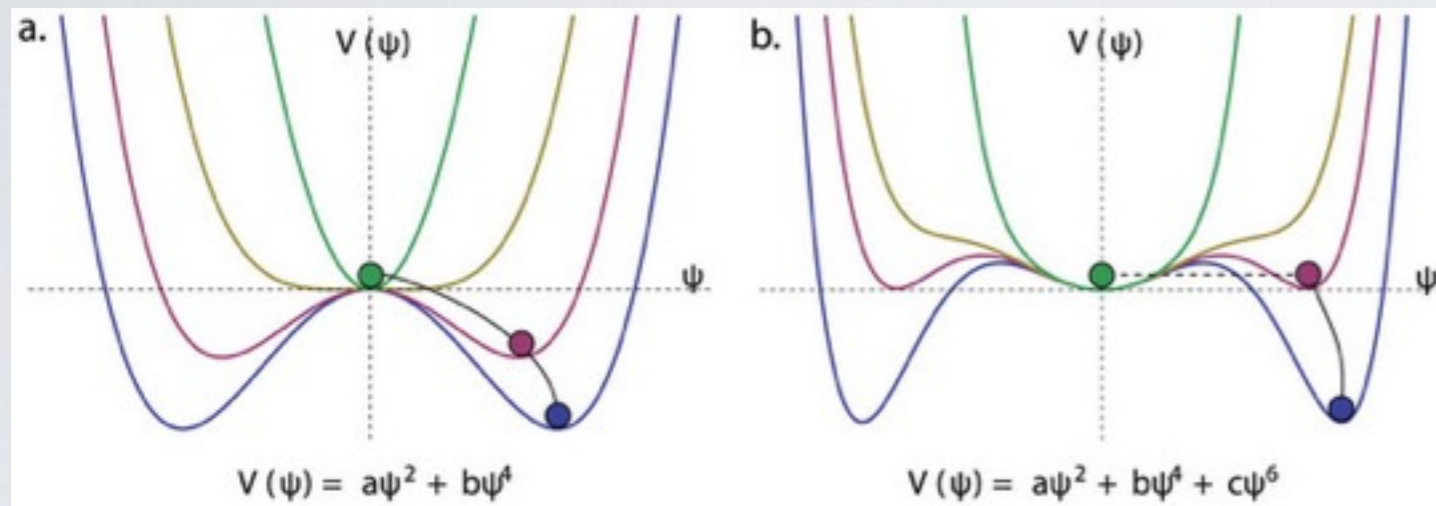 a.
V (ψ)
ψ
V (ψ) = aψ² + bψ⁴
b.
V (ψ)
ψ
V (ψ) = aψ² + bψ⁴ + cψ⁶